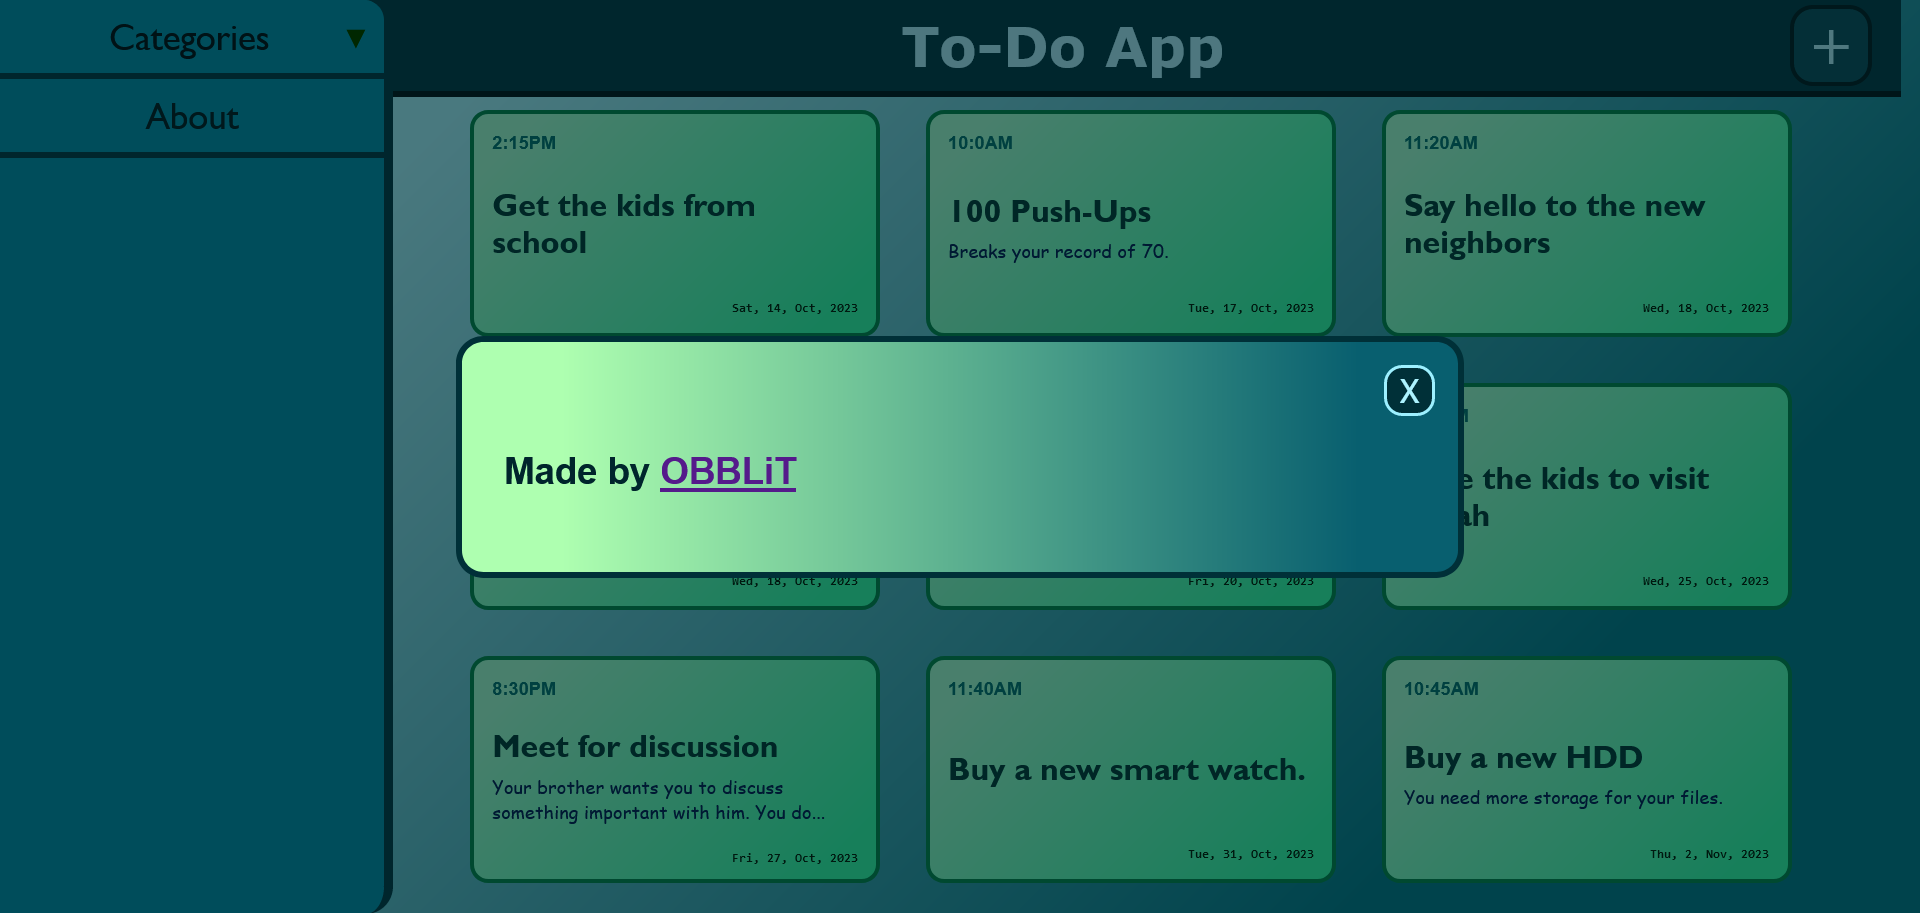 Categories ▼
About
To-Do App
+
2:15PM
Get the kids from
school
Sat, 14, Oct, 2023
10:0AM
100 Push-Ups
Breaks your record of 70.
Tue, 17, Oct, 2023
11:20AM
Say hello to the new
neighbors
Wed, 18, Oct, 2023
X
Made by OBBLiT
Wed, 18, Oct, 2023
Fri, 20, Oct, 2023
the kids to visit
Wed, 25, Oct, 2023
8:30PM
Meet for discussion
Your brother wants you to discuss
something important with him. You do...
Fri, 27, Oct, 2023
11:40AM
Buy a new smart watch.
Tue, 31, Oct, 2023
10:45AM
Buy a new HDD
You need more storage for your files.
Thu, 2, Nov, 2023